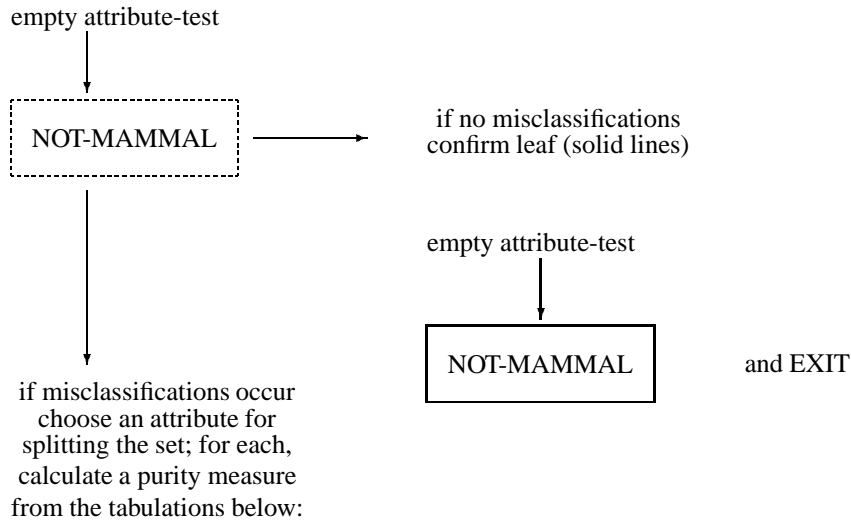 empty attribute-test
NOT-MAMMAL
if no misclassifications
confirm leaf (solid lines)
empty attribute-test
NOT-MAMMAL
and EXIT
if misclassifications occur
choose an attribute for
splitting the set; for each,
calculate a purity measure
from the tabulations below: